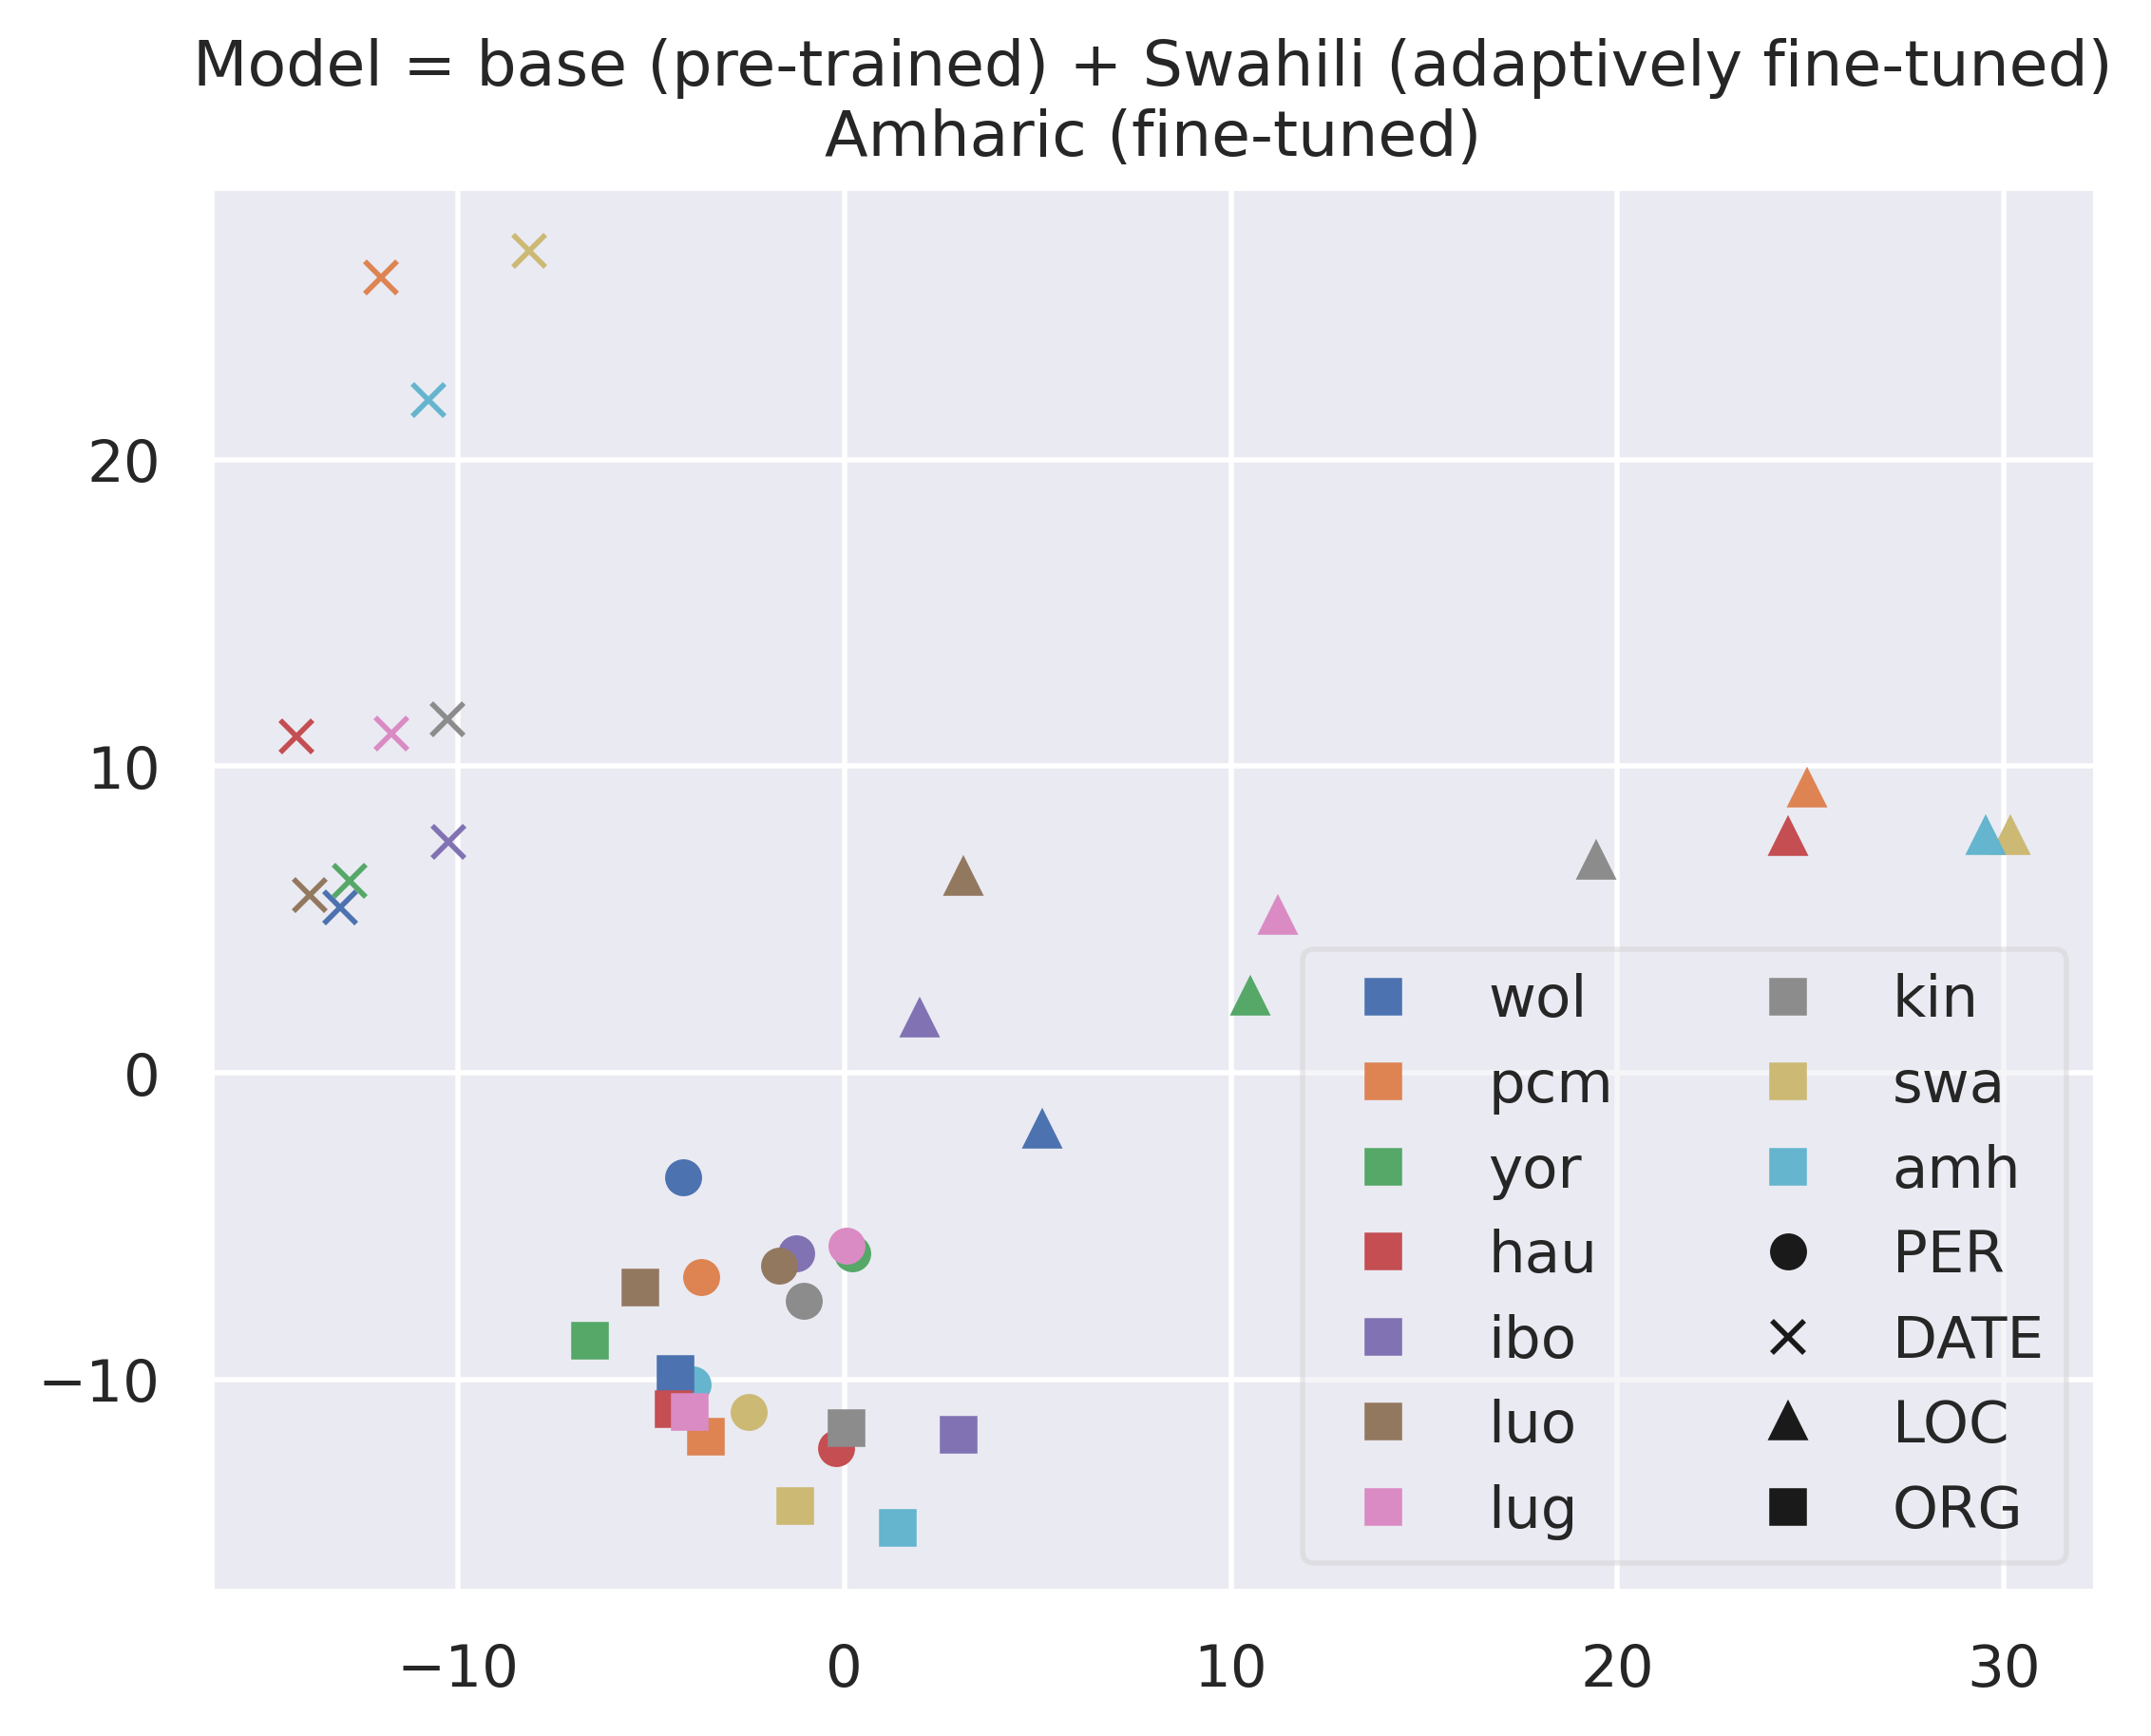 Model = base (pre-trained) + Swahili (adaptively fine-tuned)
Amharic (fine-tuned)
20
10
0
−10
−10
0
10
20
30
wol
pcm
yor
hau
ibo
luo
lug
kin
swa
amh
PER
DATE
LOC
ORG